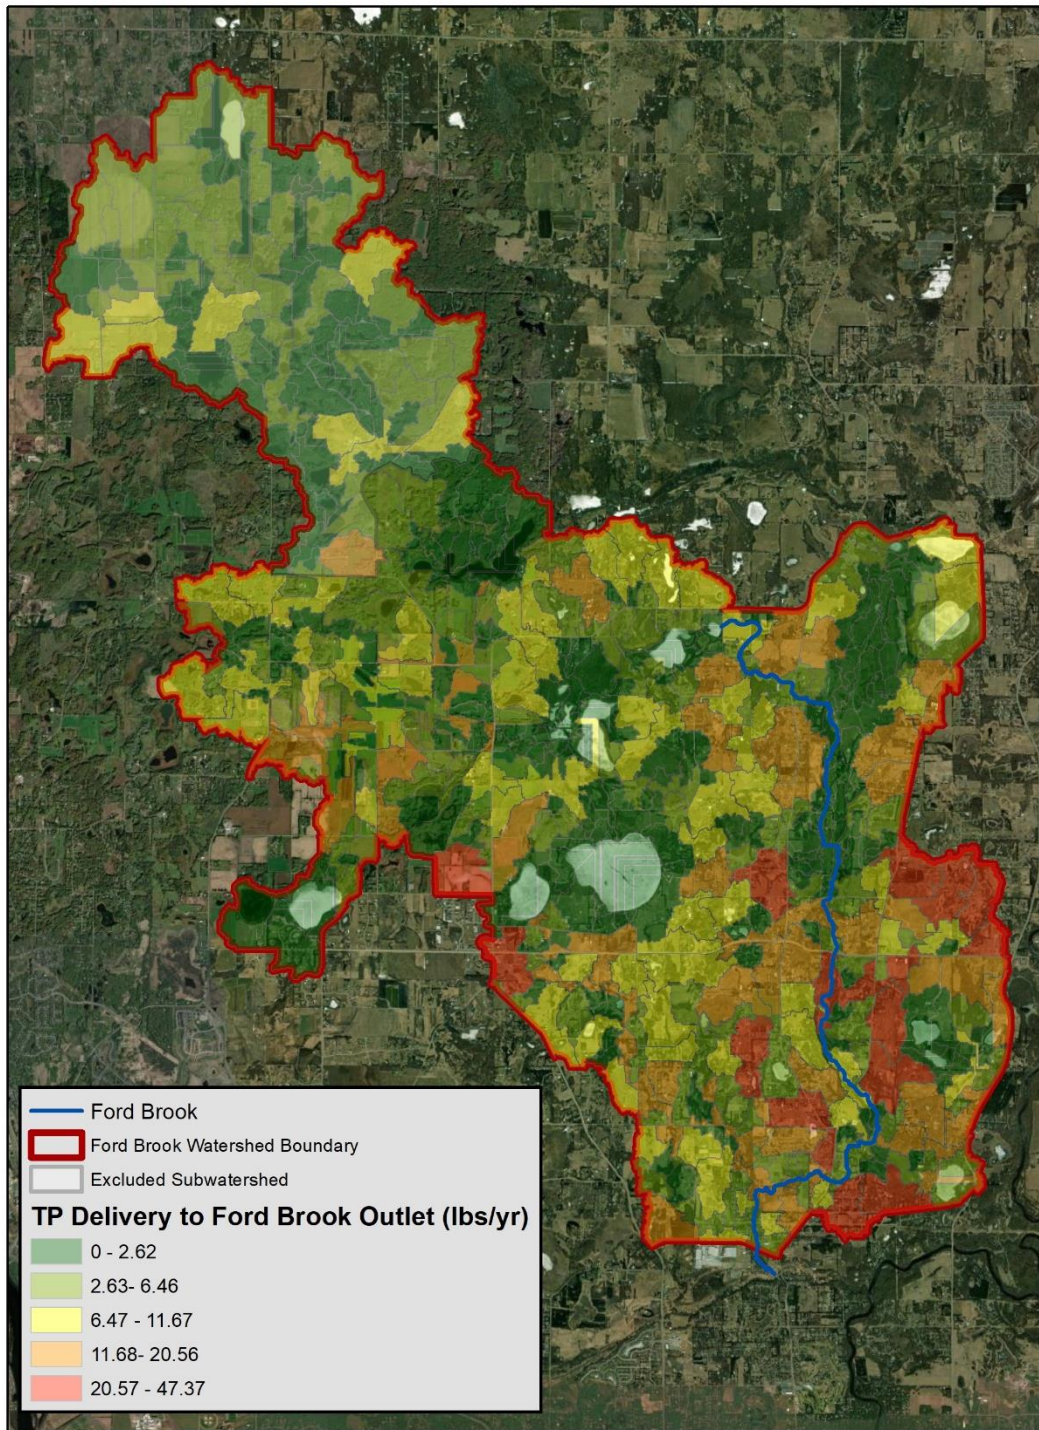 Ford Brook
Ford Brook Watershed Boundary
Excluded Subwatershed
TP Delivery to Ford Brook Outlet (lbs/yr)
0 - 2.62
2.63- 6.46
6.47 - 11.67
11.68- 20.56
20.57 - 47.37